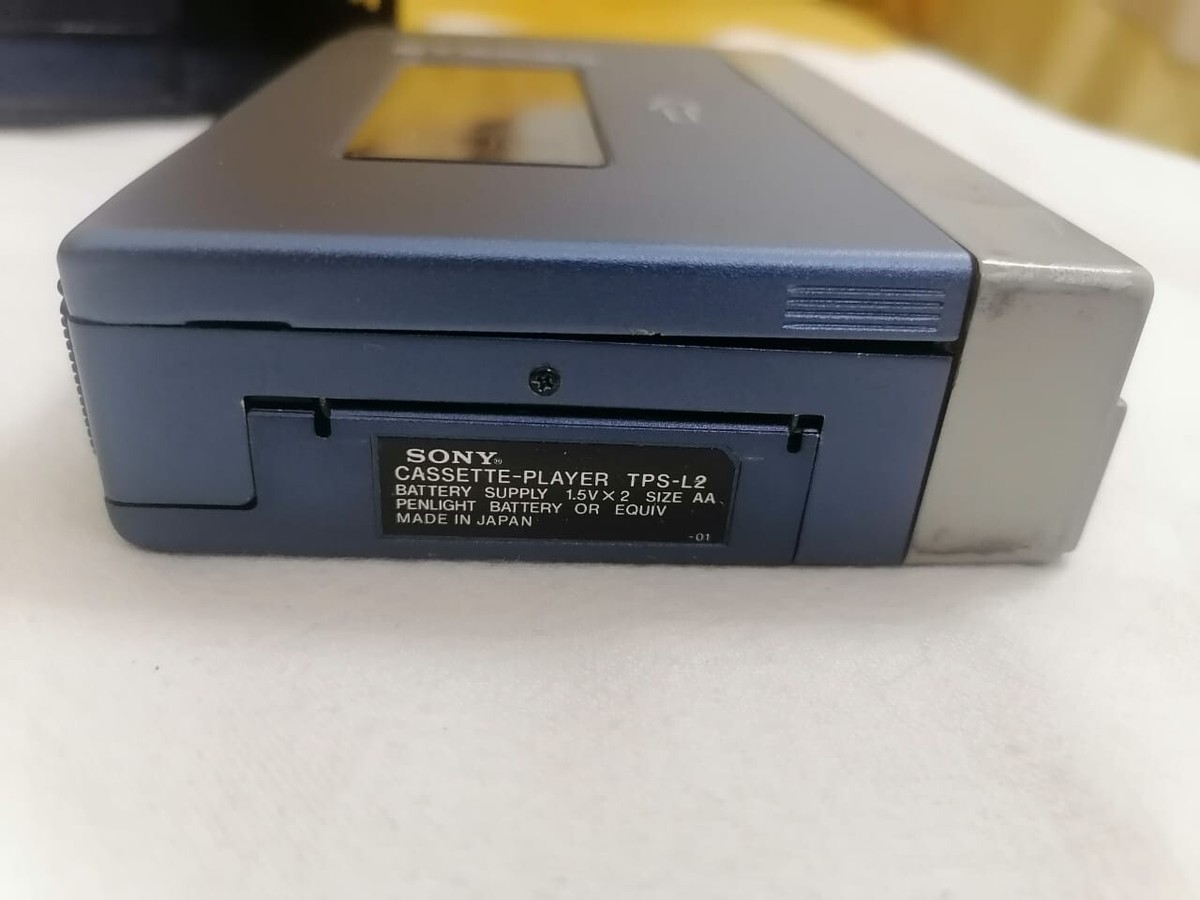 SONY®
CASSETTE-PLAYER TPS-L2
BATTERY SUPPLY 1.5V×2 SIZE AA
PENLIGHT BATTERY OR EQUIV
MADE IN JAPAN
-01